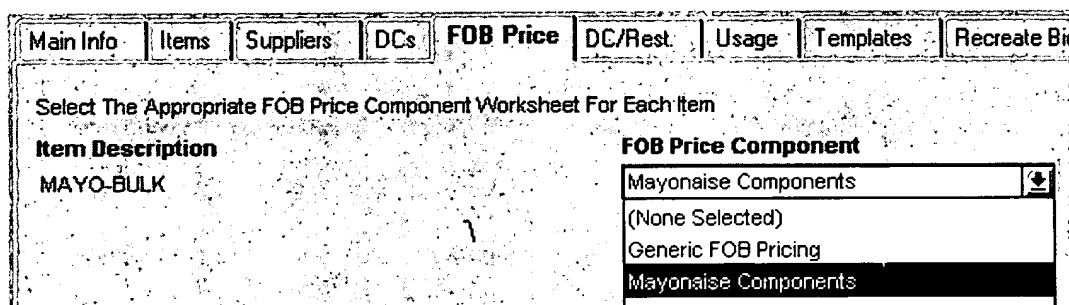 Main Info Items Suppliers DCs FOB Price DC/Rest. Usage Templates Recreate
Select The Appropriate FOB Price Component Worksheet For Each Item
Item Description FOB Price Component
MAYO-BULK Mayonaise Components
(None Selected)
Generic FOB Pricing
Mayonaise Components